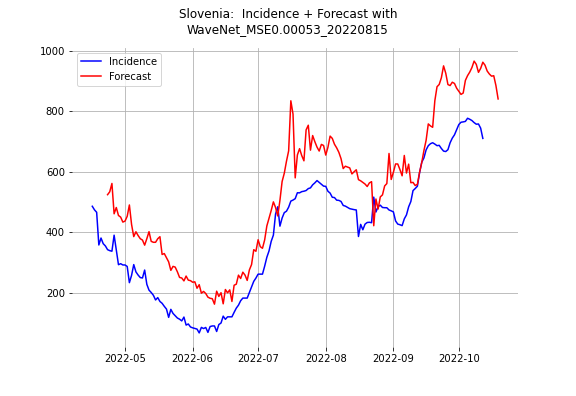 Slovenia:  Incidence + Forecast with
WaveNet_MSE0.00053_20220815
Incidence
Forecast
1000
800
600
400
200
2022-05
2022-06
2022-07
2022-08
2022-09
2022-10